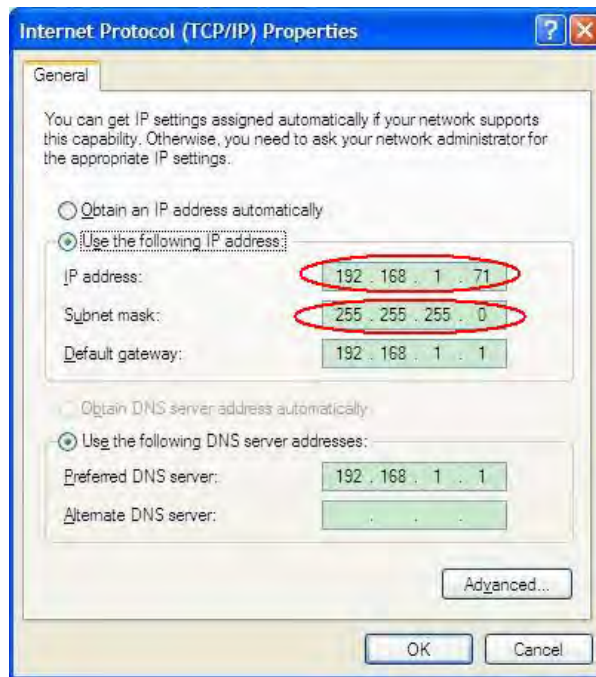 Internet Protocol (TCP/IP) Properties
General
You can get IP settings assigned automatically if your network supports
this capability. Otherwise, you need to ask your network administrator for
the appropriate IP settings.
Obtain an IP address automatically
Use the following IP address:
IP address: 192 . 168 . 1 . 71
Subnet mask: 255 . 255 . 255 . 0
Default gateway: 192 . 168 . 1 . 1
Obtain DNS server address automatically
Use the following DNS server addresses:
Preferred DNS server: 192 . 168 . 1 . 1
Alternate DNS server: . . .
Advanced...
OK Cancel